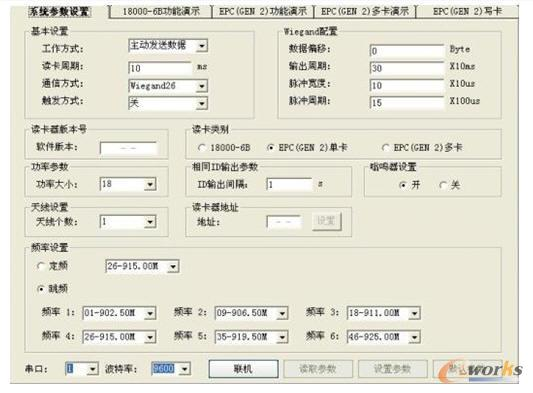 系统参数设置 18000-6B功能演示 EPC(GEN 2)功能演示 EPC(GEN 2)多卡演示 EPC(GEN 2)写卡
基本设置
工作方式: 主动发送数据
读卡周期: 10 ms
通信方式: Wiegand26
触发方式: 关
Wiegand配置
数据偏移: 0 Byte
输出周期: 30 X10ms
脉冲宽度: 10 X10us
脉冲周期: 15 X100us
读卡器版本号
软件版本: - -
读卡类别
18000-6B EPC(GEN 2)单卡 EPC(GEN 2)多卡
功率参数
功率大小: 18
相同ID输出参数
ID输出间隔: 1 s
嗡鸣器设置
开 关
天线设置
天线个数: 1
读卡器地址
地址: - - 设置
频率设置
定频 26-915.00M
跳频
频率 1: 01-902.50M 频率 2: 09-906.50M 频率 3: 18-911.00M
频率 4: 26-915.00M 频率 5: 35-919.50M 频率 6: 46-925.00M
串口: 1 波特率: 9600 联机 读取参数 设置参数 默认
e-works